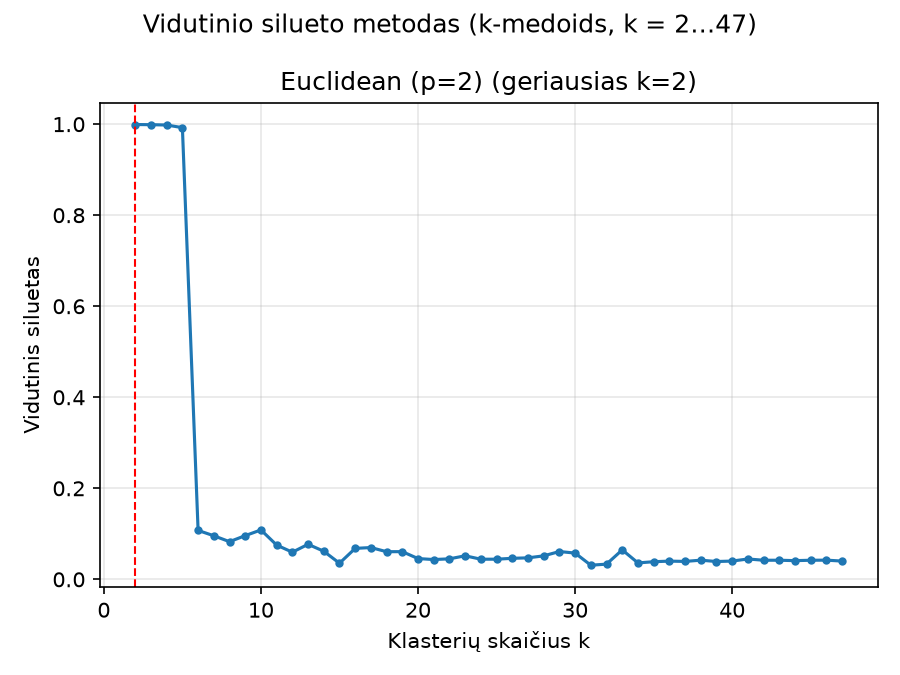 Vidutinio silueto metodas (k-medoids, k = 2...47)
Euclidean (p=2) (geriausias k=2)
1.0
0.8
0.6
0.4
0.2
0.0
Vidutinis siluetas
0 10 20 30 40
Klasterių skaičius k